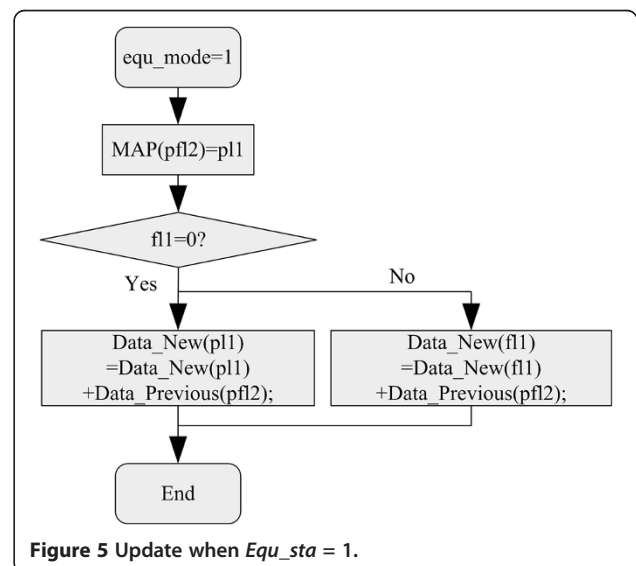 equ_mode=1
MAP(pfl2)=pl1
fl1=0?
Yes
No
Data_New(pl1)
=Data_New(pl1)
+Data_Previous(pfl2);
Data_New(fl1)
=Data_New(fl1)
+Data_Previous(pfl2);
End
Figure 5 Update when Equ_sta = 1.